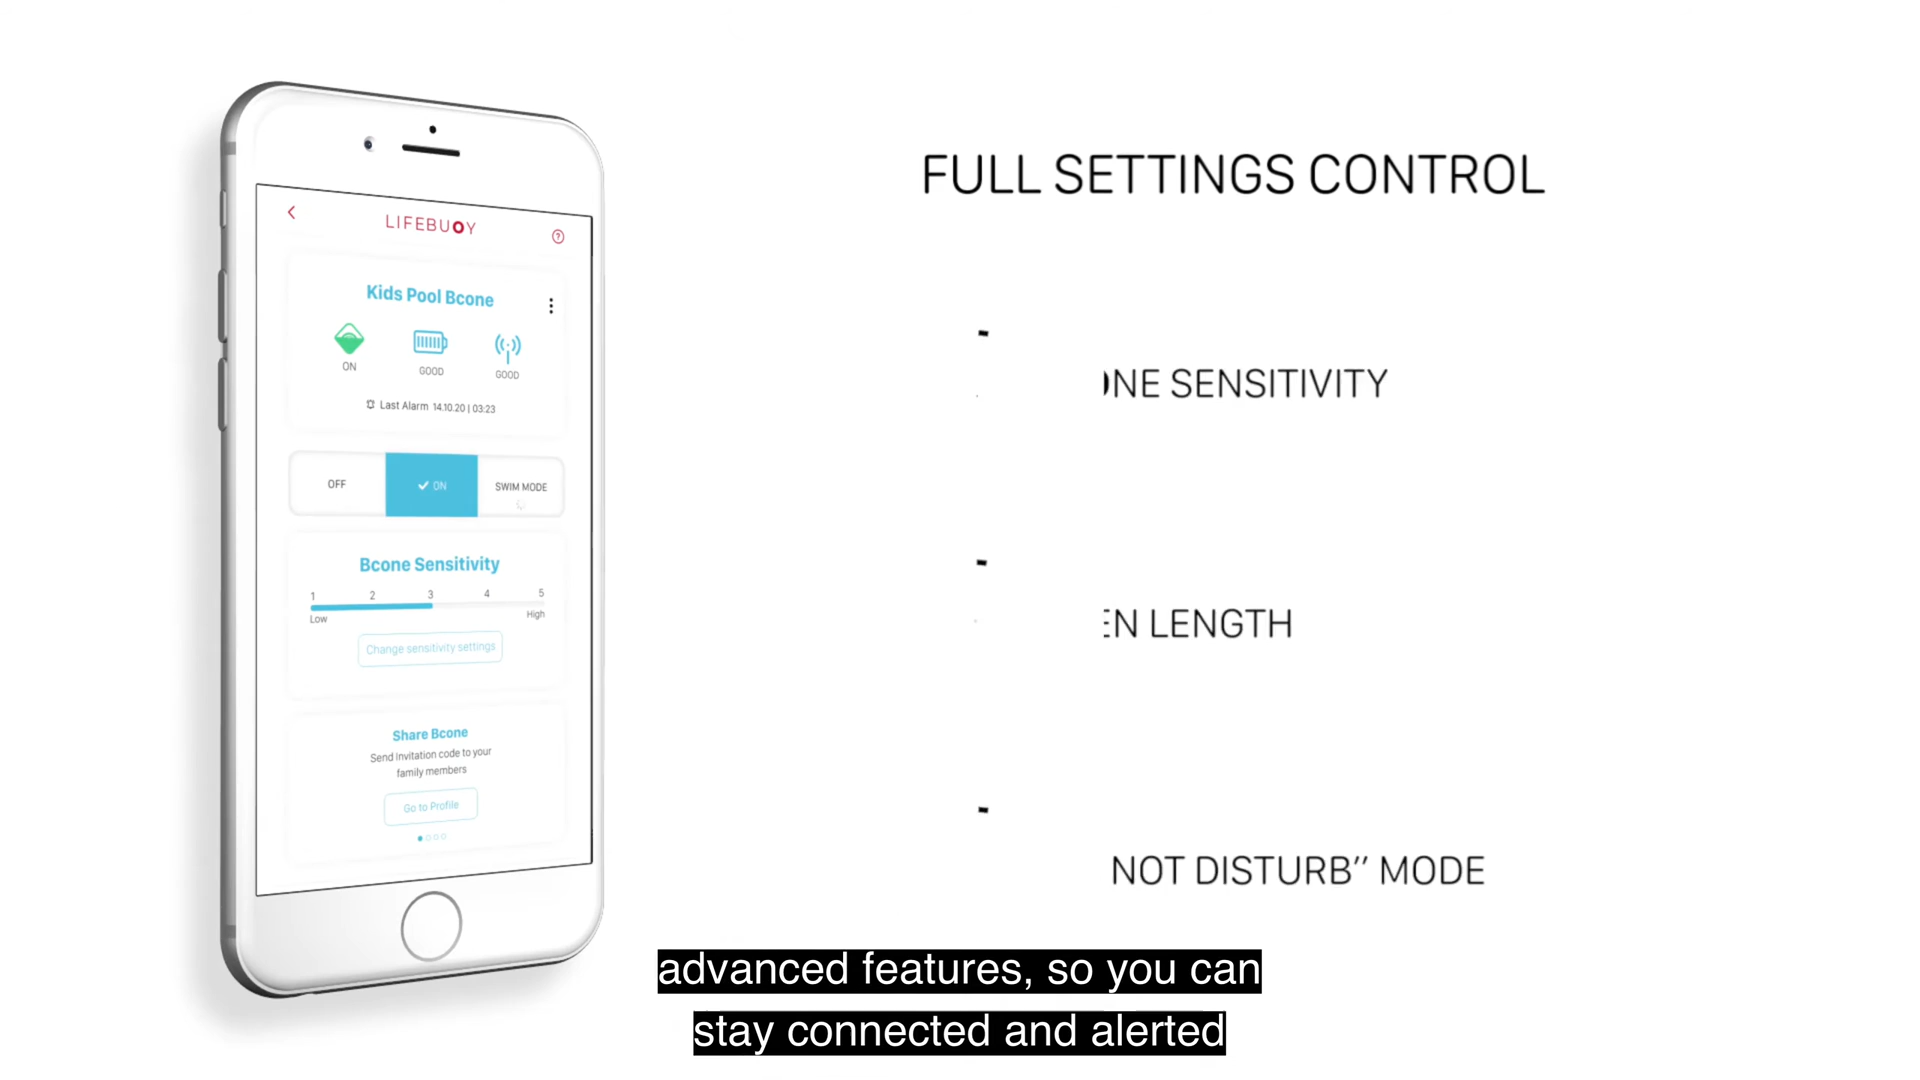 LIFEBUOY
Kids Pool Bcone
ON
GOOD
GOOD
Last Alarm 14.10.20 | 03:23
OFF
ON
SWIM MODE
Bcone Sensitivity
1 2 3 4 5
Low
High
Change sensitivity settings
Share Bcone
Send Invitation code to your
family members
Go to Profile
FULL SETTINGS CONTROL
-
NE SENSITIVITY
-
N LENGTH
-
NOT DISTURB” MODE
advanced features, so you can
stay connected and alerted